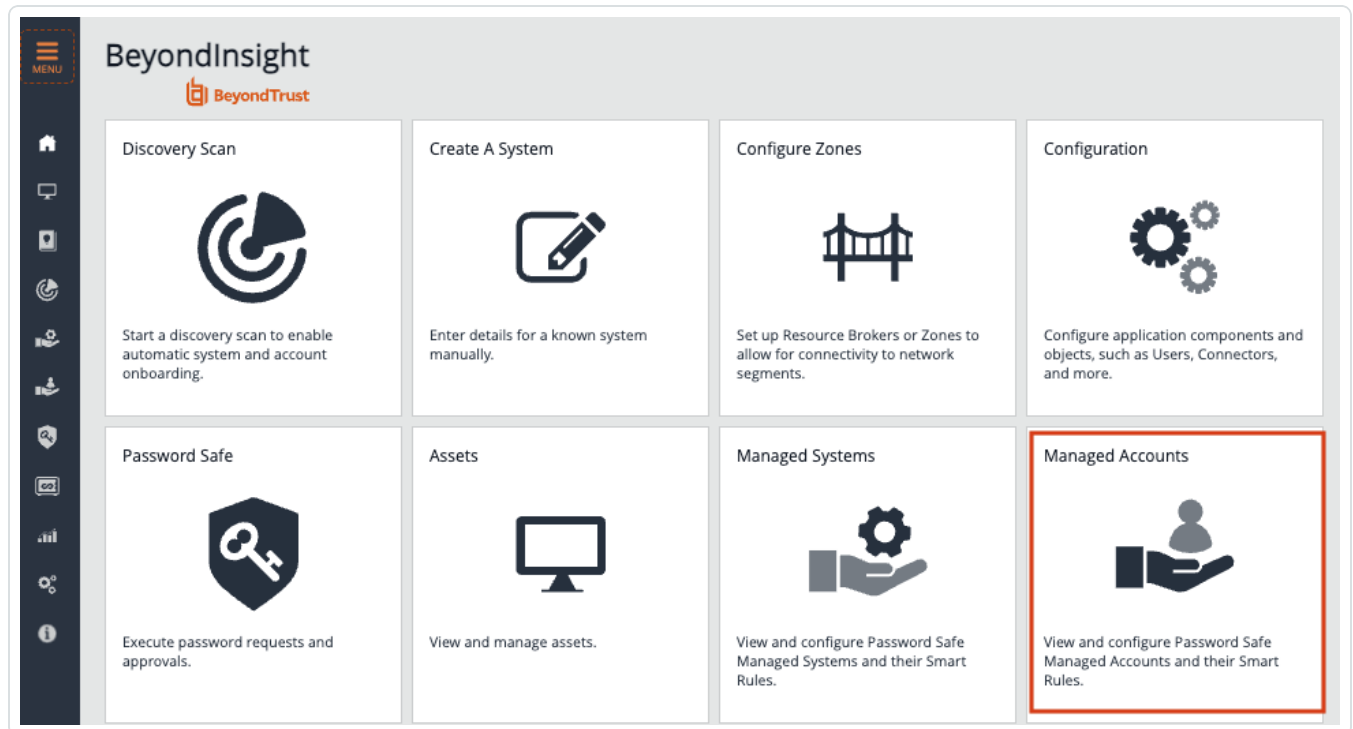 MENU
BeyondInsight
BeyondTrust
Discovery Scan
Start a discovery scan to enable
automatic system and account
onboarding.
Create A System
Enter details for a known system
manually.
Configure Zones
Set up Resource Brokers or Zones to
allow for connectivity to network
segments.
Configuration
Configure application components and
objects, such as Users, Connectors,
and more.
Password Safe
Execute password requests and
approvals.
Assets
View and manage assets.
Managed Systems
View and configure Password Safe
Managed Systems and their Smart
Rules.
Managed Accounts
View and configure Password Safe
Managed Accounts and their Smart
Rules.